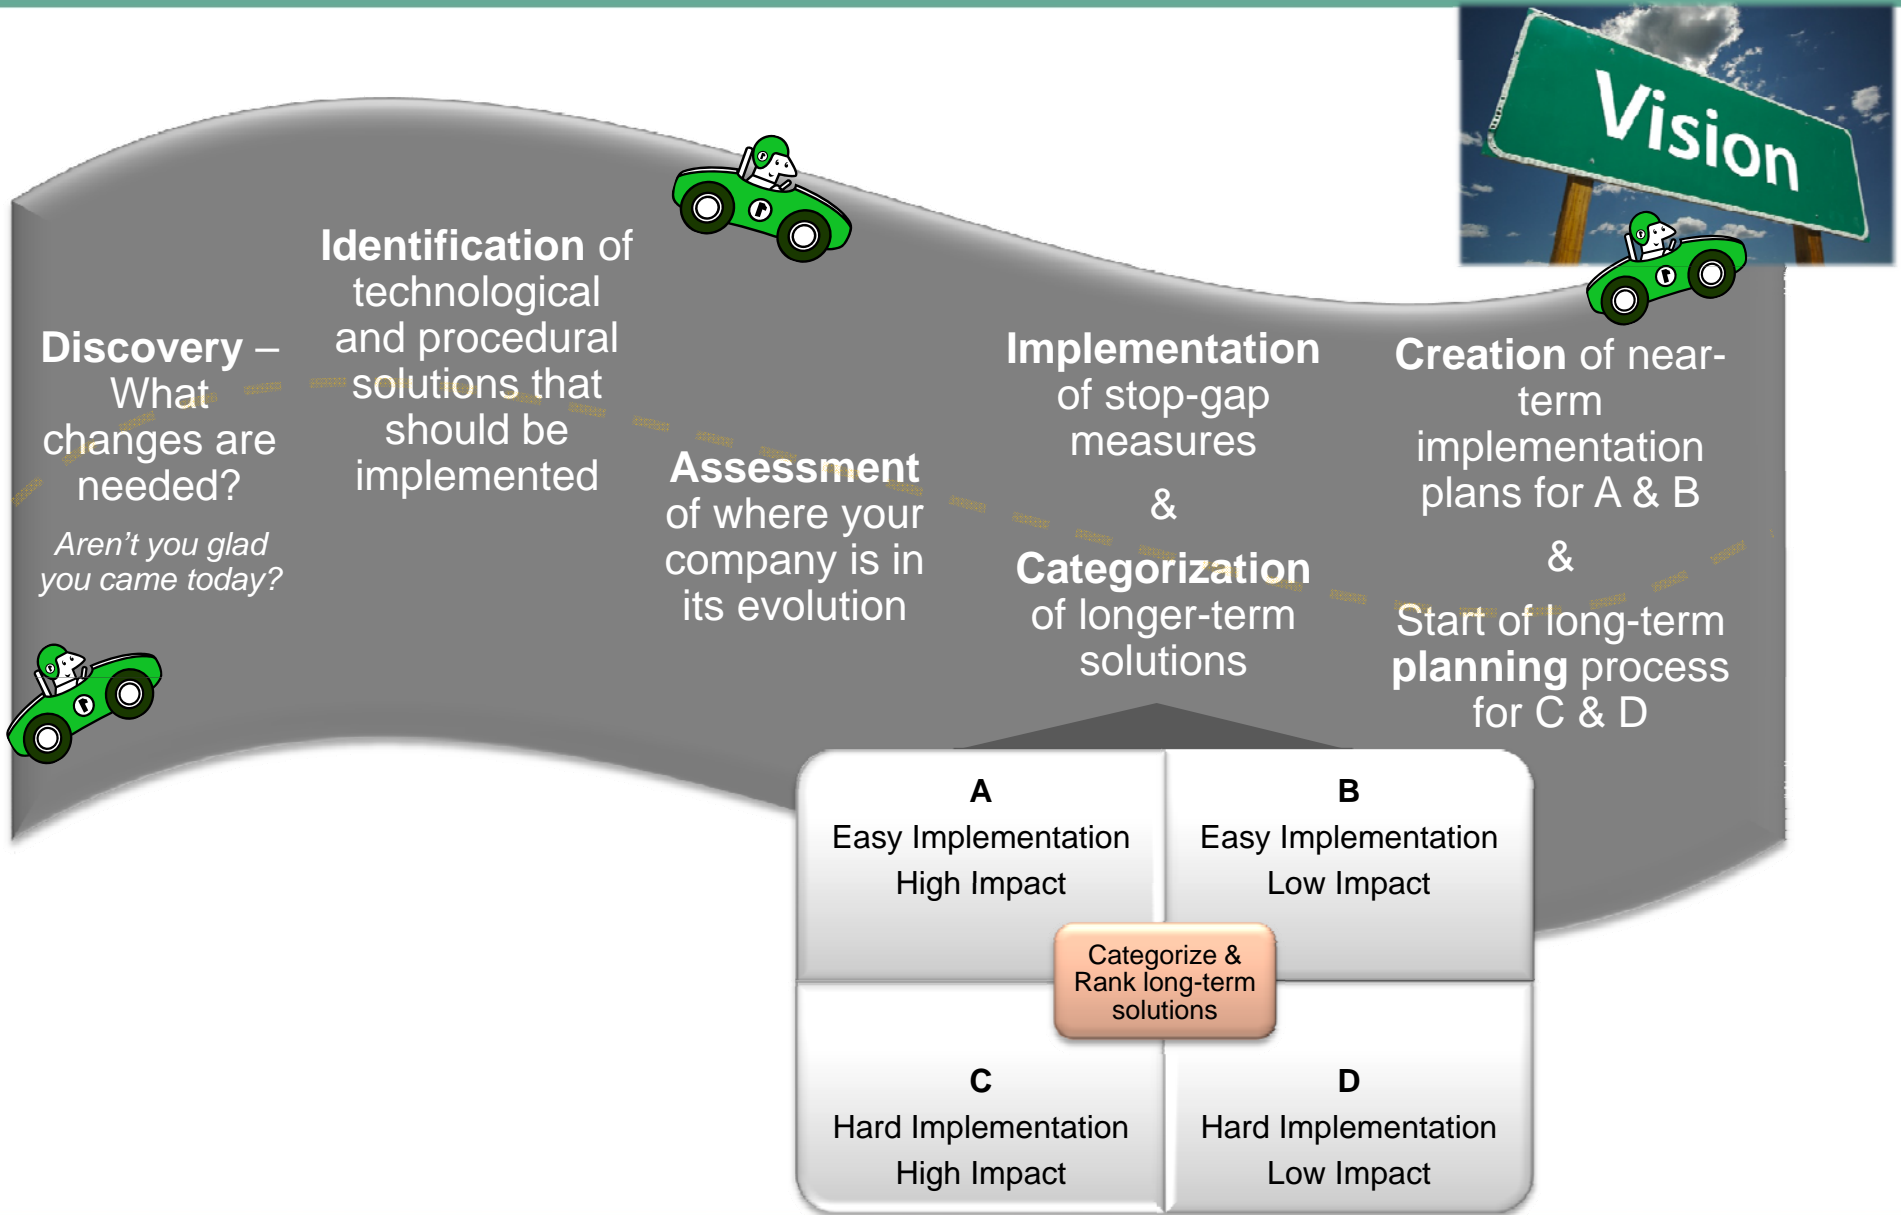 Vision
Discovery –
What
changes are
needed?
Aren't you glad
you came today?
Identification of
technological
and procedural
solutions that
should be
implemented
Assessment
of where your
company is in
its evolution
Implementation
of stop-gap
measures
&
Categorization
of longer-term
solutions
Creation of near-
term
implementation
plans for A & B
&
Start of long-term
planning process
for C & D
A
Easy Implementation
High Impact
B
Easy Implementation
Low Impact
Categorize &
Rank long-term
solutions
C
Hard Implementation
High Impact
D
Hard Implementation
Low Impact